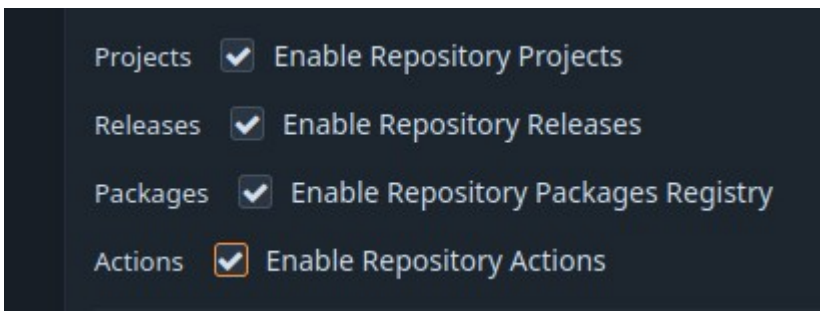 Projects Enable Repository Projects
Releases Enable Repository Releases
Packages Enable Repository Packages Registry
Actions Enable Repository Actions